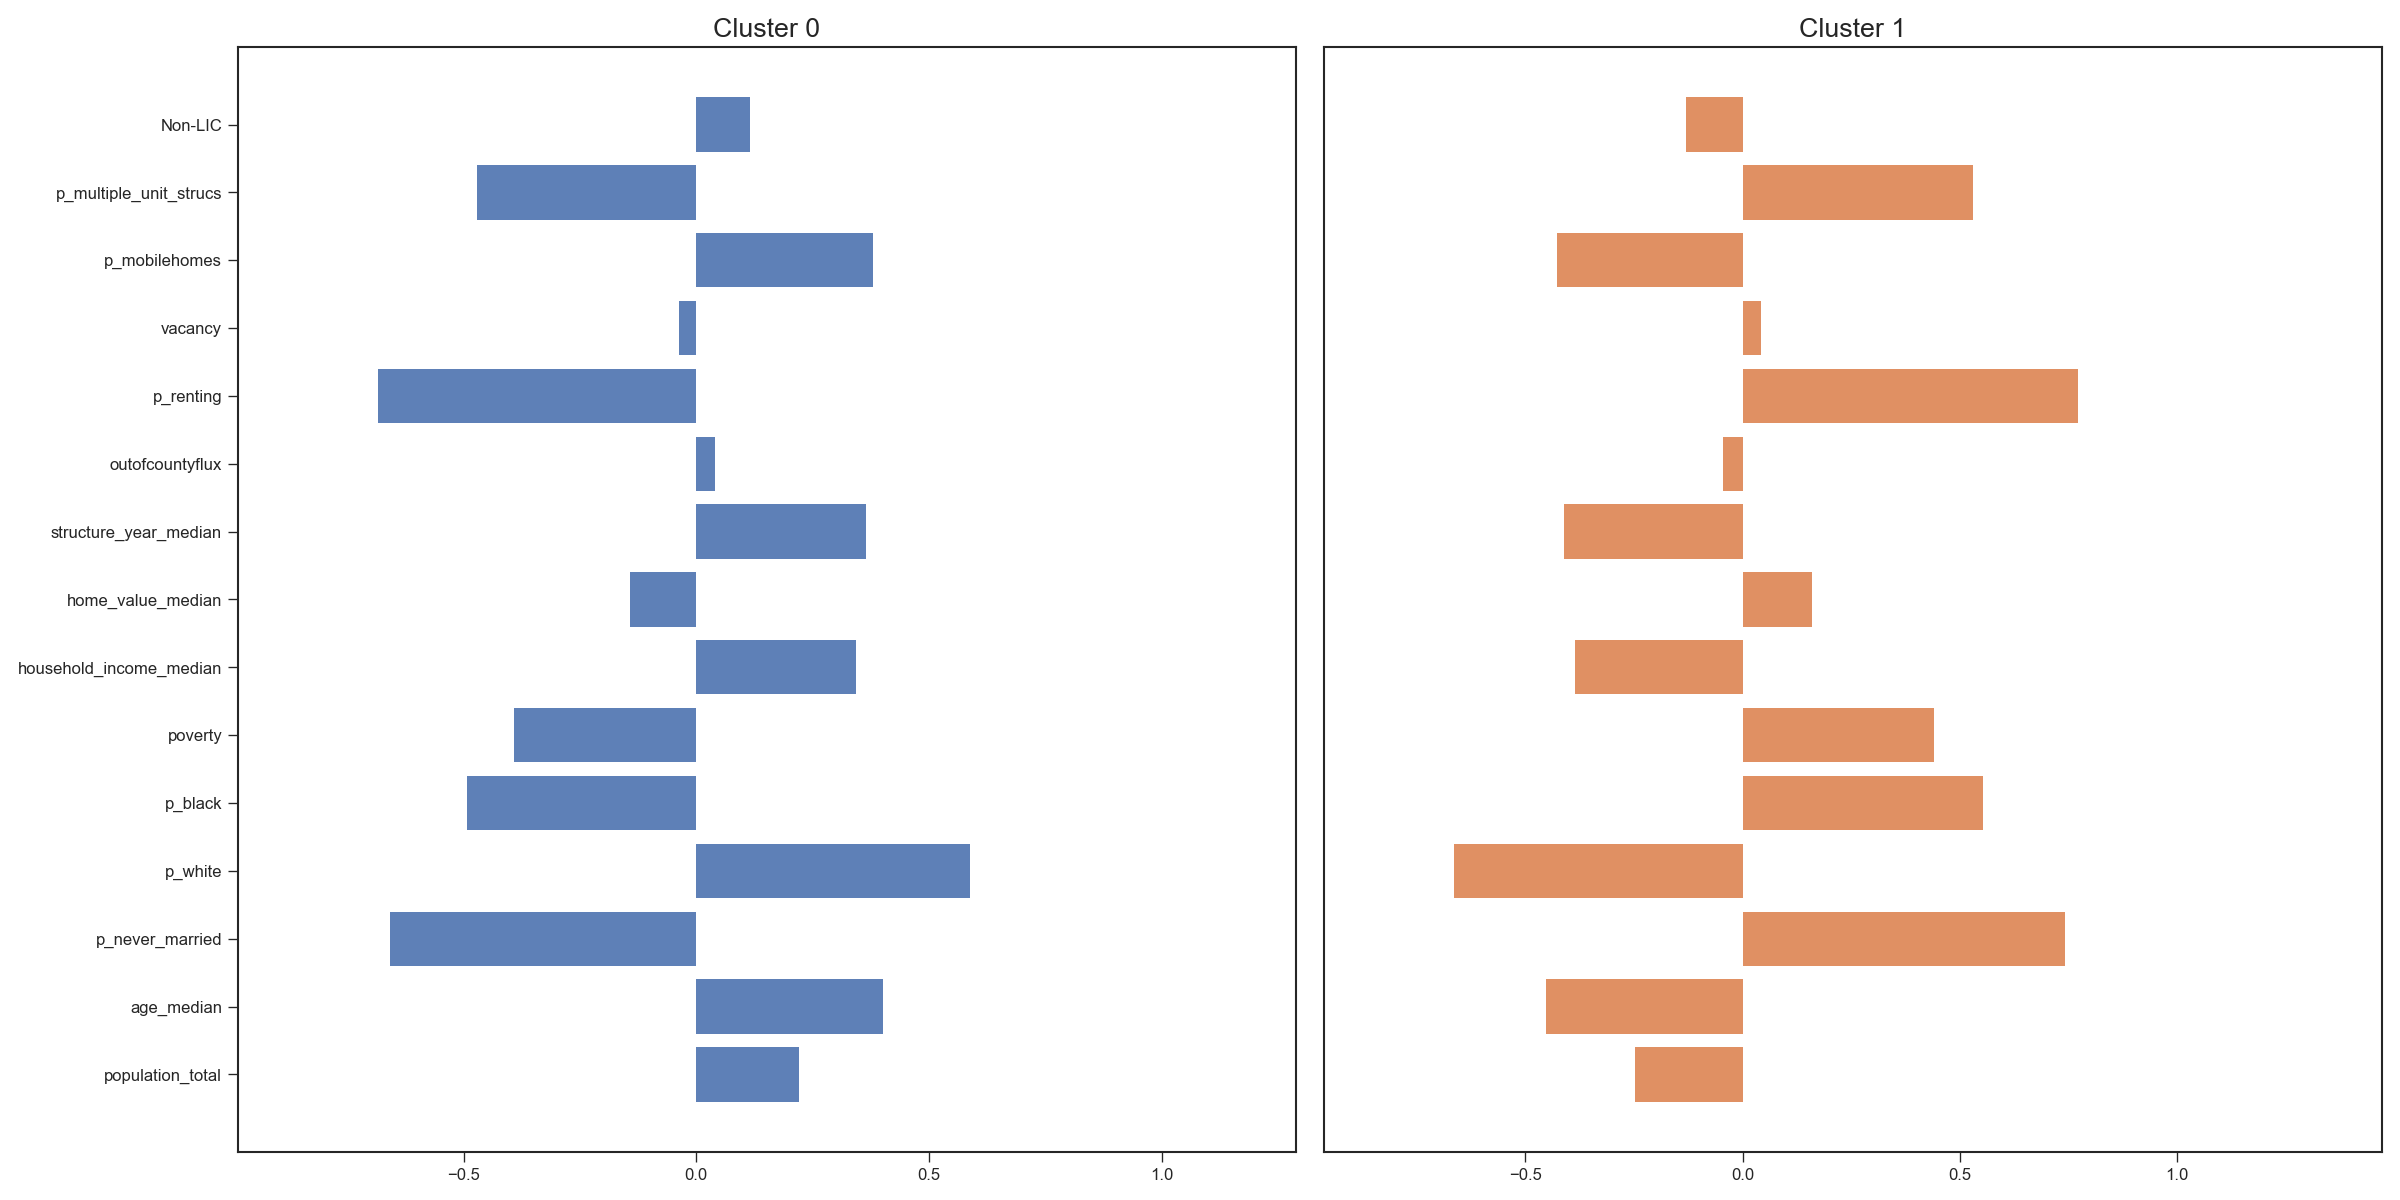 Cluster 0
Cluster 1
Non-LIC
p_multiple_unit_strucs
p_mobilehomes
vacancy
p_renting
outofcountyflux
structure_year_median
home_value_median
household_income_median
poverty
p_black
p_white
p_never_married
age_median
population_total
−0.5 0.0 0.5 1.0
−0.5 0.0 0.5 1.0